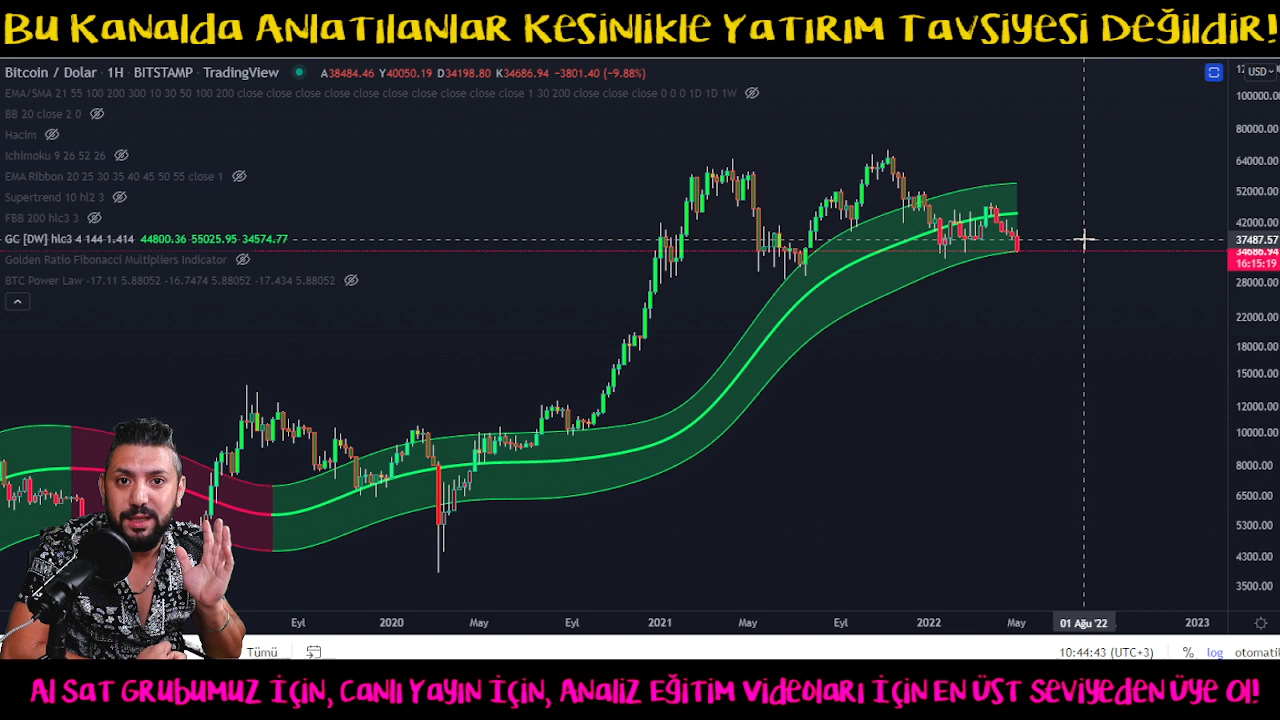 Bu Kanalda Anlatılanlar Kesinlikle Yatırım Tavsiyesi Değildir!
Bitcoin / Dolar · 1H · BITSTAMP · TradingView A38484.46 Y40050.19 D34198.80 K34686.94 −3801.40 (−9.88%)
USD
EMA/SMA 21 55 100 200 300 10 30 50 100 200 close close close close close close close close close close 1 30 200 close close close 0 0 0 1D 1D 1W
BB 20 close 2 0
Hacim
Ichimoku 9 26 52 26
EMA Ribbon 20 25 30 35 40 45 50 55 close 1
Supertrend 10 hl2 3
FBB 200 hlc3 3
GC [DW] hlc3 4 144 1.414 44800.36 55025.95 34574.77
Golden Ratio Fibonacci Multipliers Indicator
BTC Power Law -17.11 5.88052 -16.7474 5.88052 -17.434 5.88052
100000.00
80000.00
64000.00
52000.00
42000.00
37487.57
34686.94
16:15:19
28000.00
22000.00
18000.00
15000.00
12000.00
10000.00
8000.00
6500.00
5300.00
4300.00
3500.00
Eyl 2020 May Eyl 2021 May Eyl 2022 May 01 Ağu '22 2023
Tümü 10:44:43 (UTC+3) % log otomatik
Al Sat Grubumuz İçin, Canlı Yayın İçin, Analiz Eğitim Videoları İçin En Üst Seviyeden Üye Ol!